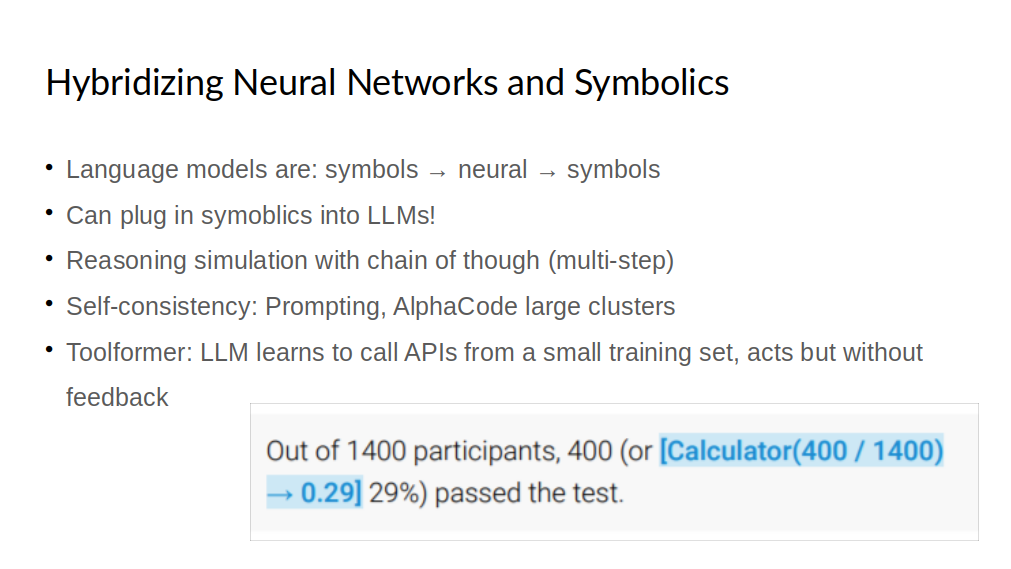 Hybridizing Neural Networks and Symbolics
• Language models are: symbols → neural → symbols
• Can plug in symoblics into LLMs!
• Reasoning simulation with chain of though (multi-step)
• Self-consistency: Prompting, AlphaCode large clusters
• Toolformer: LLM learns to call APIs from a small training set, acts but without
feedback
Out of 1400 participants, 400 (or [Calculator(400 / 1400)
→ 0.29] 29%) passed the test.